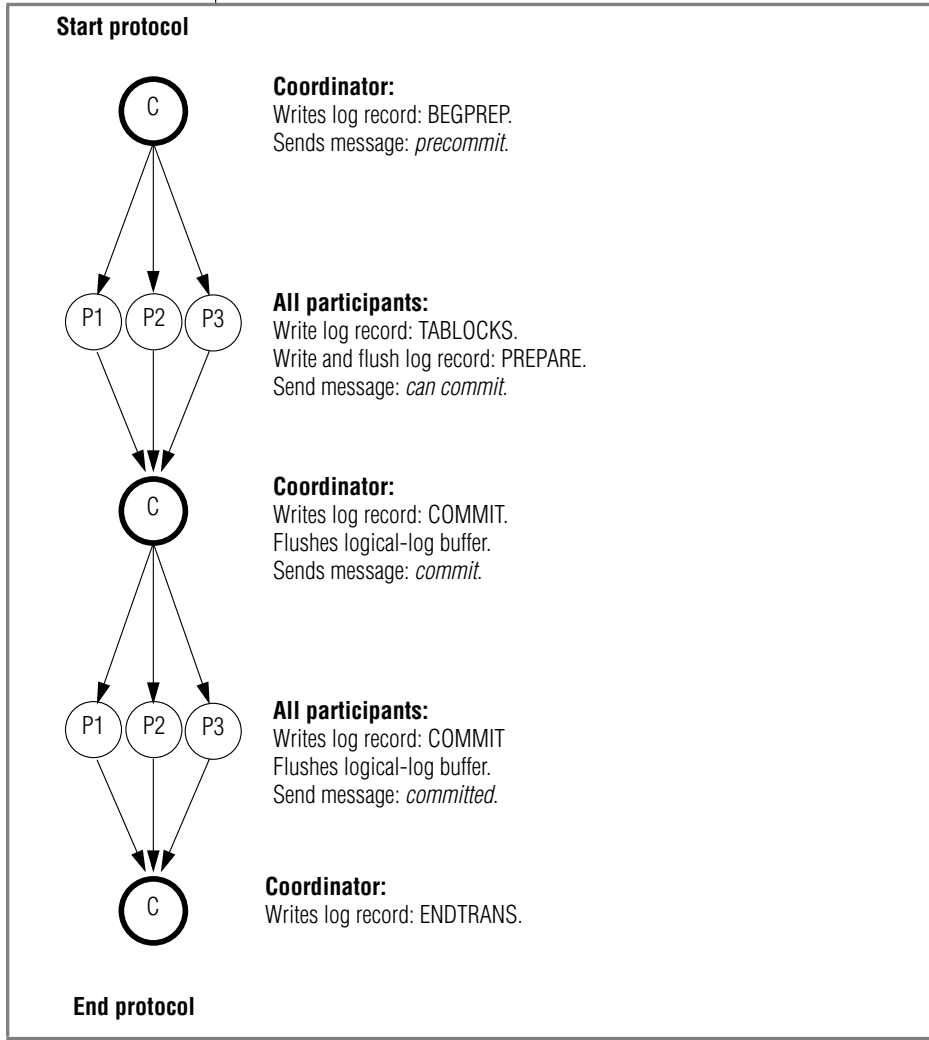 Start protocol
C
Coordinator:
Writes log record: BEGPREP.
Sends message: precommit.
P1 P2 P3
All participants:
Write log record: TABLOCKS.
Write and flush log record: PREPARE.
Send message: can commit.
C
Coordinator:
Writes log record: COMMIT.
Flushes logical-log buffer.
Sends message: commit.
P1 P2 P3
All participants:
Writes log record: COMMIT
Flushes logical-log buffer.
Send message: committed.
C
Coordinator:
Writes log record: ENDTRANS.
End protocol